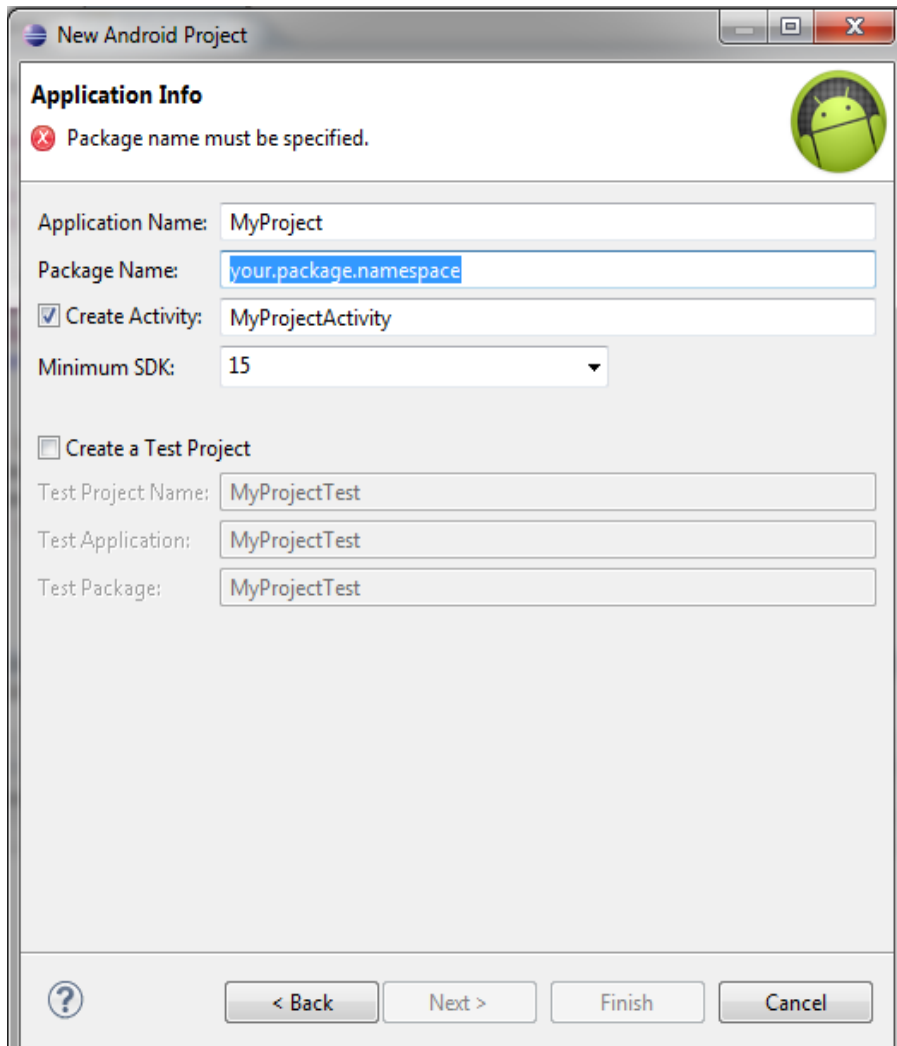 New Android Project
Application Info
Package name must be specified.
Application Name: MyProject
Package Name: your.package.namespace
Create Activity: MyProjectActivity
Minimum SDK: 15
Create a Test Project
Test Project Name: MyProjectTest
Test Application: MyProjectTest
Test Package: MyProjectTest
? < Back Next > Finish Cancel